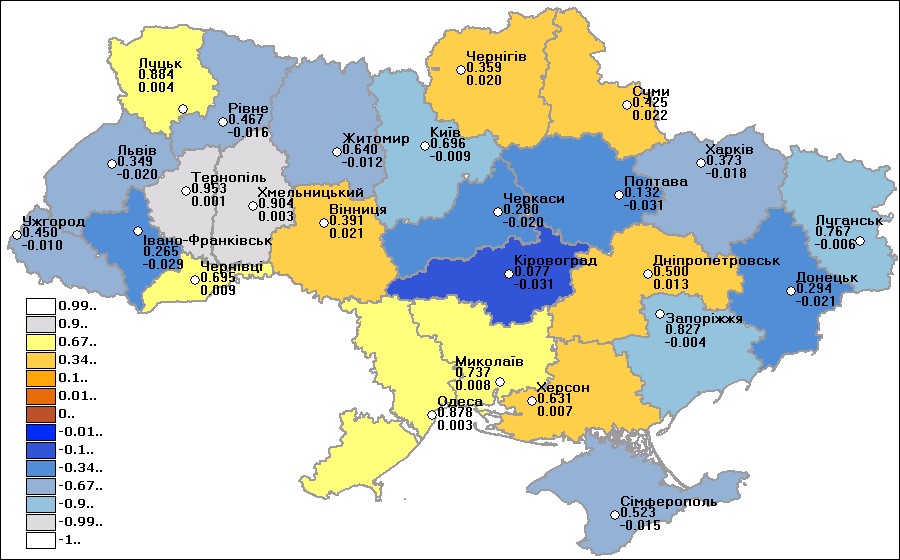 Чернігів
0.359
0.020
Луцьк
0.884
0.004
Суми
0.425
0.022
Рівне
0.467
-0.016
Київ
0.696
-0.009
Житомир
0.640
-0.012
Харків
0.373
-0.018
Львів
0.349
-0.020
Тернопіль
0.953
0.001
Хмельницький
0.904
0.003
Полтава
0.132
-0.031
Черкаси
0.280
-0.020
Вінниця
0.391
0.021
Ужгород
0.450
-0.010
Луганськ
0.767
-0.006
Івано-Франківськ
0.265
-0.029
Чернівці
0.695
0.009
Кіровоград
0.077
-0.031
Дніпропетровськ
0.500
0.013
Донецьк
0.294
-0.021
Запоріжжя
0.827
-0.004
Миколаїв
0.737
0.008
Херсон
0.631
0.007
Одеса
0.878
0.003
Сімферополь
0.523
-0.015
0.99..
0.9..
0.67..
0.34..
0.1..
0.01..
0..
-0.01..
-0.1..
-0.34..
-0.67..
-0.9..
-0.99..
-1..